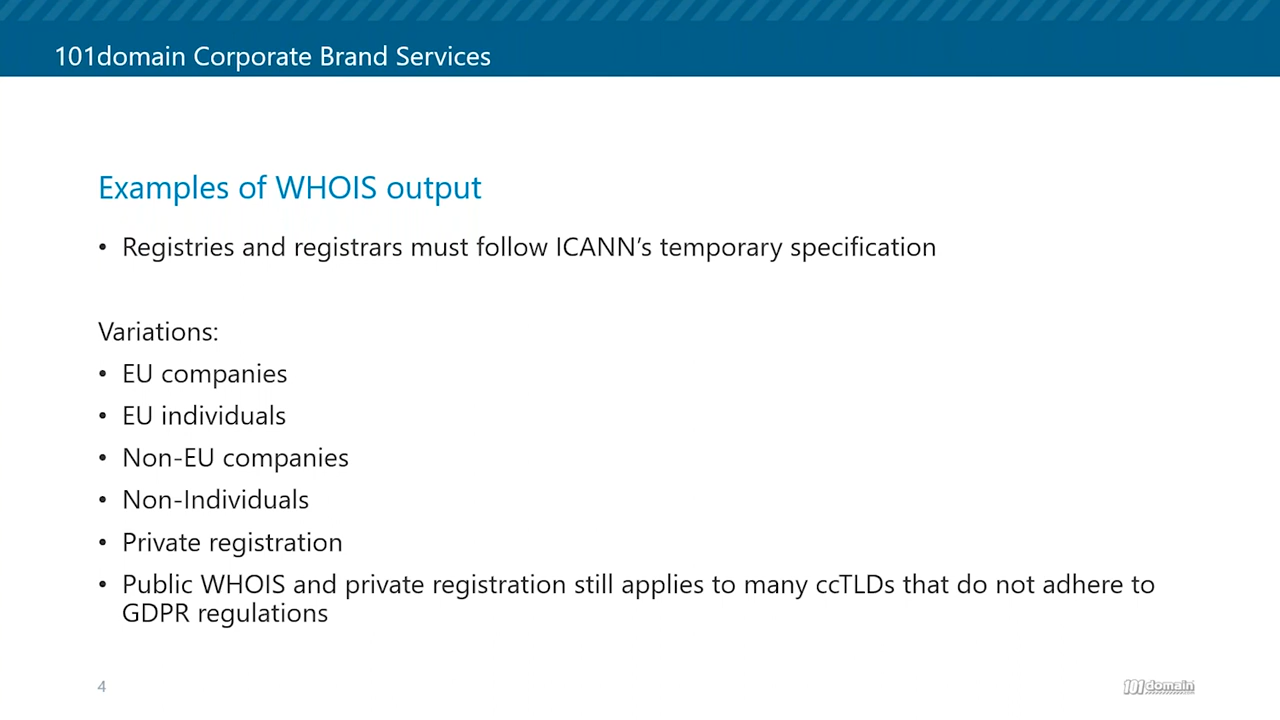 101domain Corporate Brand Services
Examples of WHOIS output
• Registries and registrars must follow ICANN’s temporary specification
Variations:
• EU companies
• EU individuals
• Non-EU companies
• Non-Individuals
• Private registration
• Public WHOIS and private registration still applies to many ccTLDs that do not adhere to
GDPR regulations
4
101domain